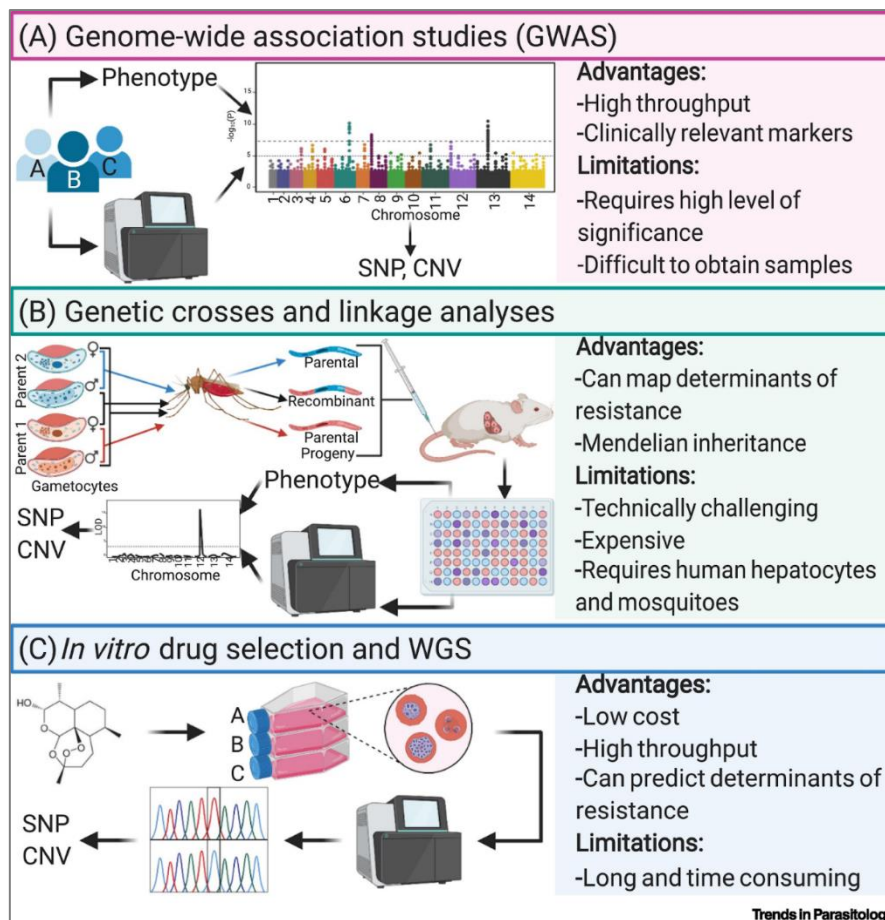 (A) Genome-wide association studies (GWAS)
Phenotype
A
B
C
-log₁₀(P)
15
10
5
0
1 2 3 4 5 6 7 8 9 10 11 12 13 14
Chromosome
SNP, CNV
Advantages:
-High throughput
-Clinically relevant markers
Limitations:
-Requires high level of
significance
-Difficult to obtain samples
(B) Genetic crosses and linkage analyses
Parent 2
Parent 1
♀
♂
♀
♂
Gametocytes
Parental
Recombinant
Parental
Progeny
Phenotype
SNP
CNV
LOD
Chromosome
Advantages:
-Can map determinants of
resistance
-Mendelian inheritance
Limitations:
-Technically challenging
-Expensive
-Requires human hepatocytes
and mosquitoes
(C) In vitro drug selection and WGS
HO
O
O
O
O
A
B
C
SNP
CNV
Advantages:
-Low cost
-High throughput
-Can predict determinants of
resistance
Limitations:
-Long and time consuming
Trends in Parasitolog